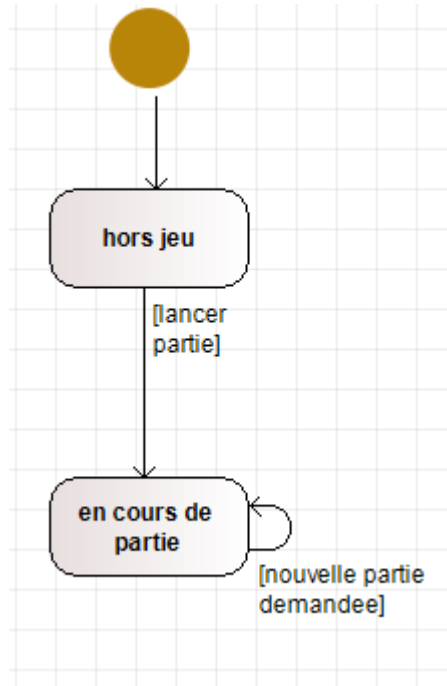 hors jeu
[lancer
partie]
en cours de
partie
[nouvelle partie
demandee]